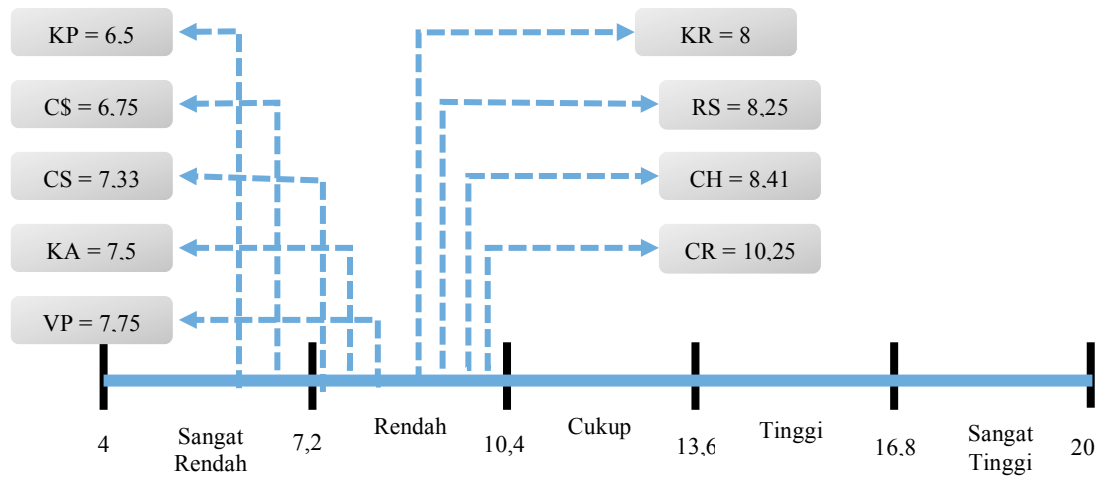 KP = 6,5
KR = 8
C$ = 6,75
RS = 8,25
CS = 7,33
CH = 8,41
KA = 7,5
CR = 10,25
VP = 7,75
4
Sangat
Rendah
7,2
Rendah
10,4
Cukup
13,6
Tinggi
16,8
Sangat
Tinggi
20